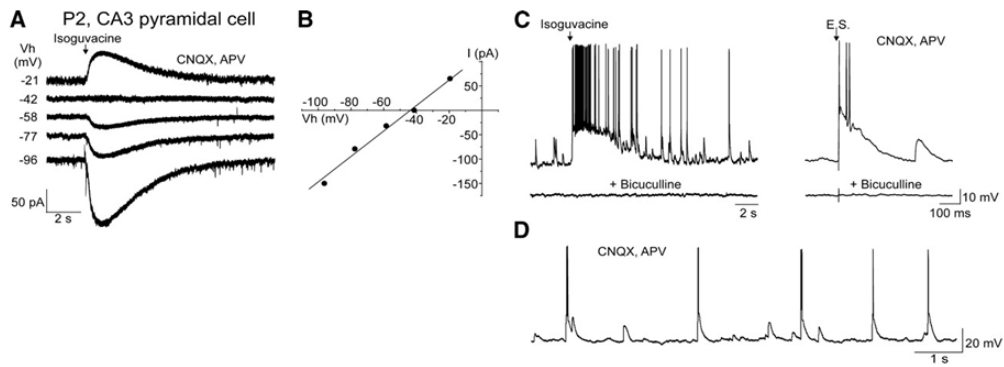 A
P2, CA3 pyramidal cell
Vh
(mV)
Isoguvacine
CNQX, APV
-21
-42
-58
-77
-96
50 pA
2 s
B
I (pA)
50
-100 -80 -60 -40 -20
Vh (mV)
-50
-100
-150
C
Isoguvacine
+ Bicuculline
2 s
E.S.
CNQX, APV
+ Bicuculline
10 mV
100 ms
D
CNQX, APV
20 mV
1 s